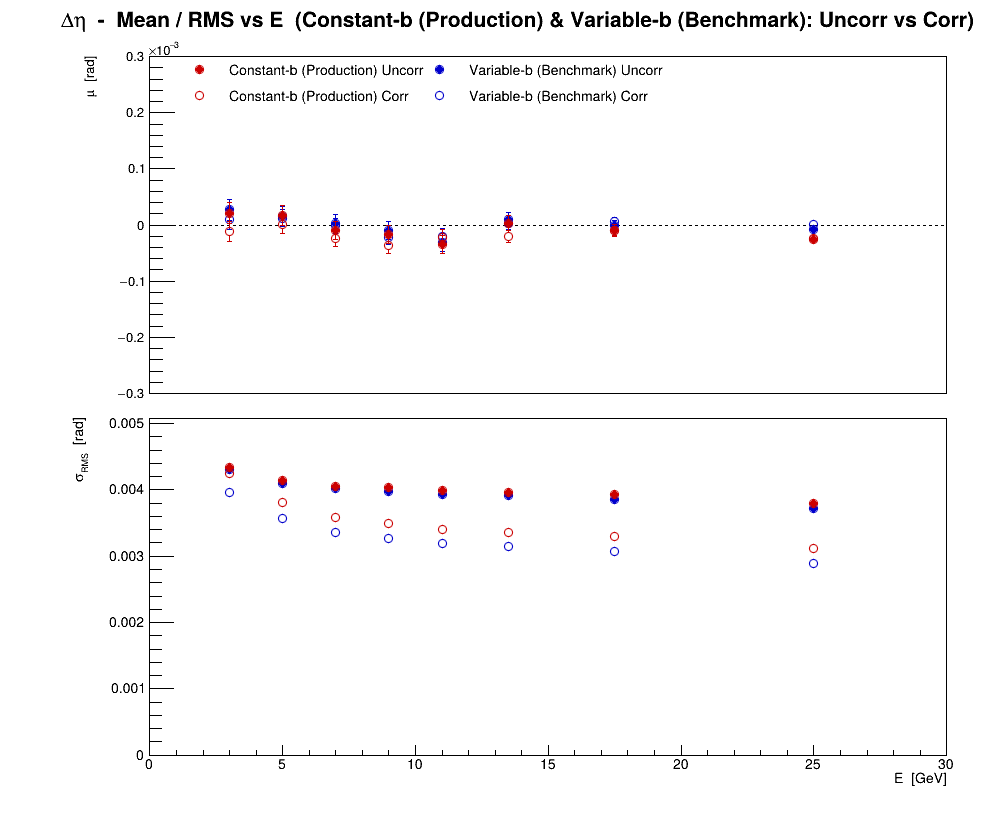 Δη - Mean / RMS vs E (Constant-b (Production) & Variable-b (Benchmark): Uncorr vs Corr)
×10⁻³
μ [rad]
0.3
0.2
0.1
0
−0.1
−0.2
−0.3
Constant-b (Production) Uncorr
Variable-b (Benchmark) Uncorr
Constant-b (Production) Corr
Variable-b (Benchmark) Corr
σ_RMS [rad]
0.005
0.004
0.003
0.002
0.001
0
0 5 10 15 20 25 30
E [GeV]